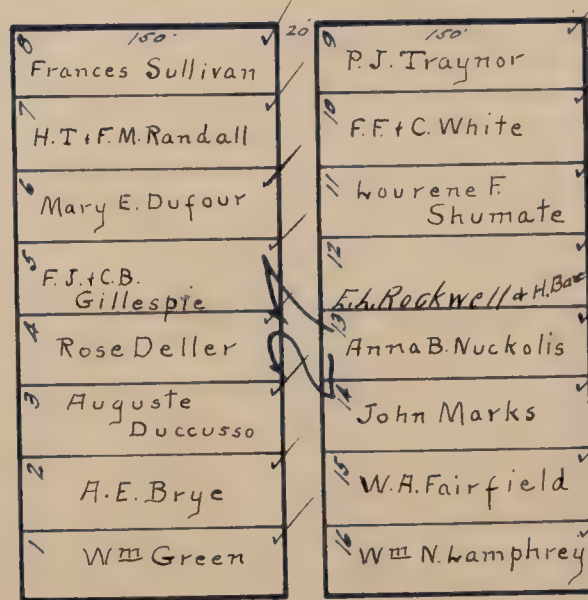 150'
20'
150'
8
Frances Sullivan
7
H.T & F.M. Randall
6
Mary E. Dufour
5
F.J. & C.B.
Gillespie
4
Rose Deller
3
Auguste
Duccusso
2
A.E. Brye
1
Wm Green
9
P.J. Traynor
10
F.F. & C. White
11
Lourene F.
Shumate
12
E.L. Rockwell & H.
13
Anna B. Nuckolis
14
John Marks
15
W.A. Fairfield
16
Wm N. Lamphrey